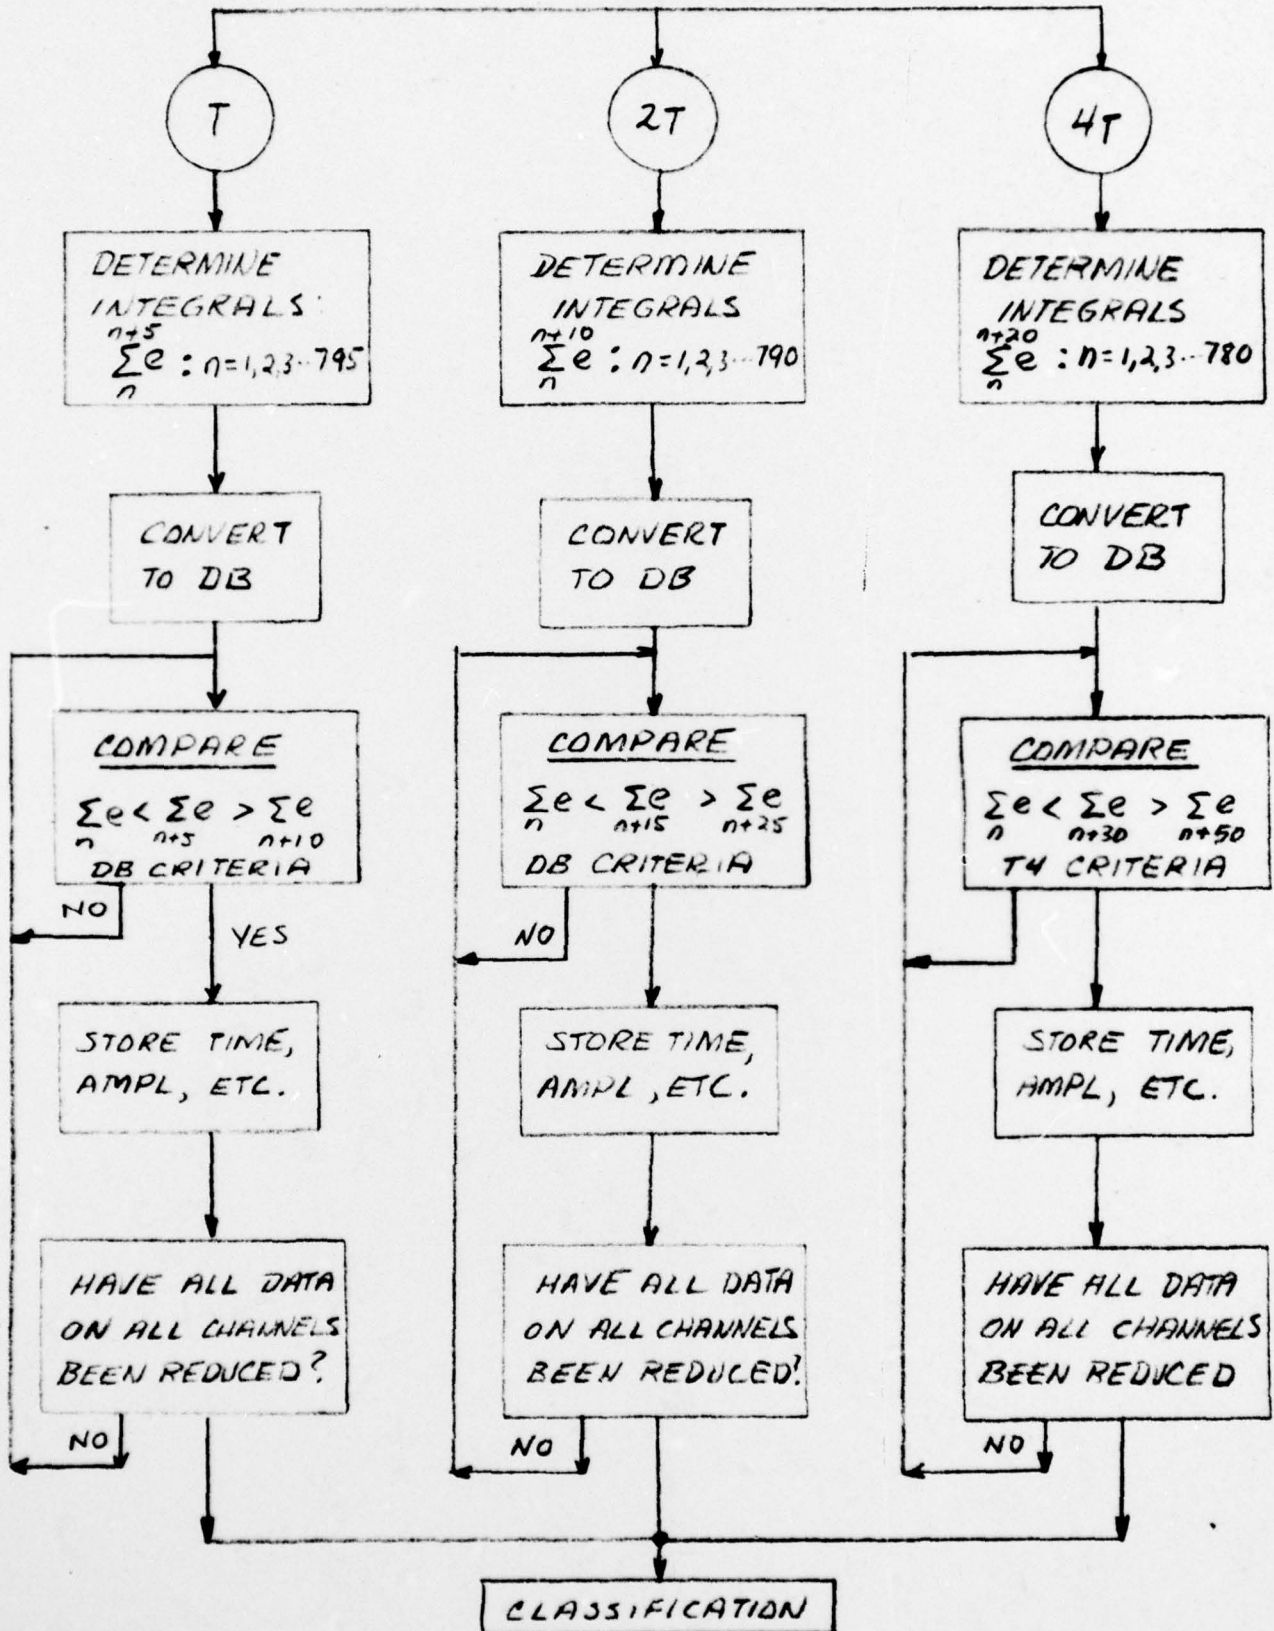 T
DETERMINE
INTEGRALS:
n+5
Σe : n=1,2,3...795
n
CONVERT
TO DB
COMPARE
Σe < Σe > Σe
n n+5 n+10
DB CRITERIA
NO
YES
STORE TIME,
AMPL, ETC.
HAVE ALL DATA
ON ALL CHANNELS
BEEN REDUCED?
NO
2T
DETERMINE
INTEGRALS
n+10
Σe : n=1,2,3...790
n
CONVERT
TO DB
COMPARE
Σe < Σe > Σe
n n+15 n+25
DB CRITERIA
NO
STORE TIME,
AMPL, ETC.
HAVE ALL DATA
ON ALL CHANNELS
BEEN REDUCED?
NO
4T
DETERMINE
INTEGRALS
n+20
Σe : n=1,2,3...780
n
CONVERT
TO DB
COMPARE
Σe < Σe > Σe
n n+30 n+50
T4 CRITERIA
STORE TIME,
AMPL, ETC.
HAVE ALL DATA
ON ALL CHANNELS
BEEN REDUCED
NO
CLASSIFICATION